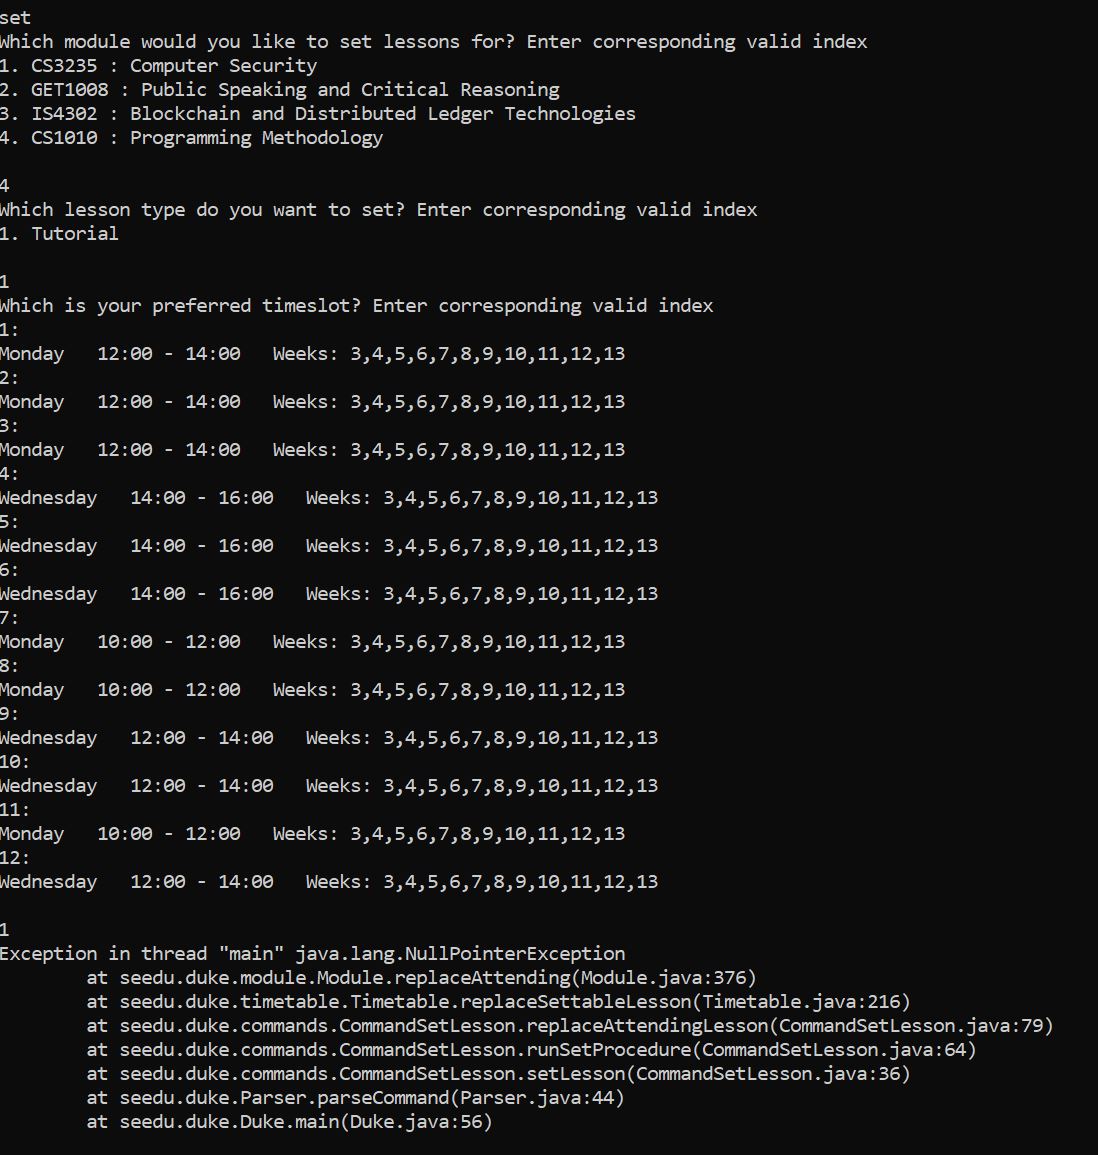 set
Which module would you like to set lessons for? Enter corresponding valid index
1. CS3235 : Computer Security
2. GET1008 : Public Speaking and Critical Reasoning
3. IS4302 : Blockchain and Distributed Ledger Technologies
4. CS1010 : Programming Methodology
4
Which lesson type do you want to set? Enter corresponding valid index
1. Tutorial
1
Which is your preferred timeslot? Enter corresponding valid index
1:
Monday   12:00 - 14:00   Weeks: 3,4,5,6,7,8,9,10,11,12,13
2:
Monday   12:00 - 14:00   Weeks: 3,4,5,6,7,8,9,10,11,12,13
3:
Monday   12:00 - 14:00   Weeks: 3,4,5,6,7,8,9,10,11,12,13
4:
Wednesday   14:00 - 16:00   Weeks: 3,4,5,6,7,8,9,10,11,12,13
5:
Wednesday   14:00 - 16:00   Weeks: 3,4,5,6,7,8,9,10,11,12,13
6:
Wednesday   14:00 - 16:00   Weeks: 3,4,5,6,7,8,9,10,11,12,13
7:
Monday   10:00 - 12:00   Weeks: 3,4,5,6,7,8,9,10,11,12,13
8:
Monday   10:00 - 12:00   Weeks: 3,4,5,6,7,8,9,10,11,12,13
9:
Wednesday   12:00 - 14:00   Weeks: 3,4,5,6,7,8,9,10,11,12,13
10:
Wednesday   12:00 - 14:00   Weeks: 3,4,5,6,7,8,9,10,11,12,13
11:
Monday   10:00 - 12:00   Weeks: 3,4,5,6,7,8,9,10,11,12,13
12:
Wednesday   12:00 - 14:00   Weeks: 3,4,5,6,7,8,9,10,11,12,13
1
Exception in thread "main" java.lang.NullPointerException
        at seedu.duke.module.Module.replaceAttending(Module.java:376)
        at seedu.duke.timetable.Timetable.replaceSettableLesson(Timetable.java:216)
        at seedu.duke.commands.CommandSetLesson.replaceAttendingLesson(CommandSetLesson.java:79)
        at seedu.duke.commands.CommandSetLesson.runSetProcedure(CommandSetLesson.java:64)
        at seedu.duke.commands.CommandSetLesson.setLesson(CommandSetLesson.java:36)
        at seedu.duke.Parser.parseCommand(Parser.java:44)
        at seedu.duke.Duke.main(Duke.java:56)